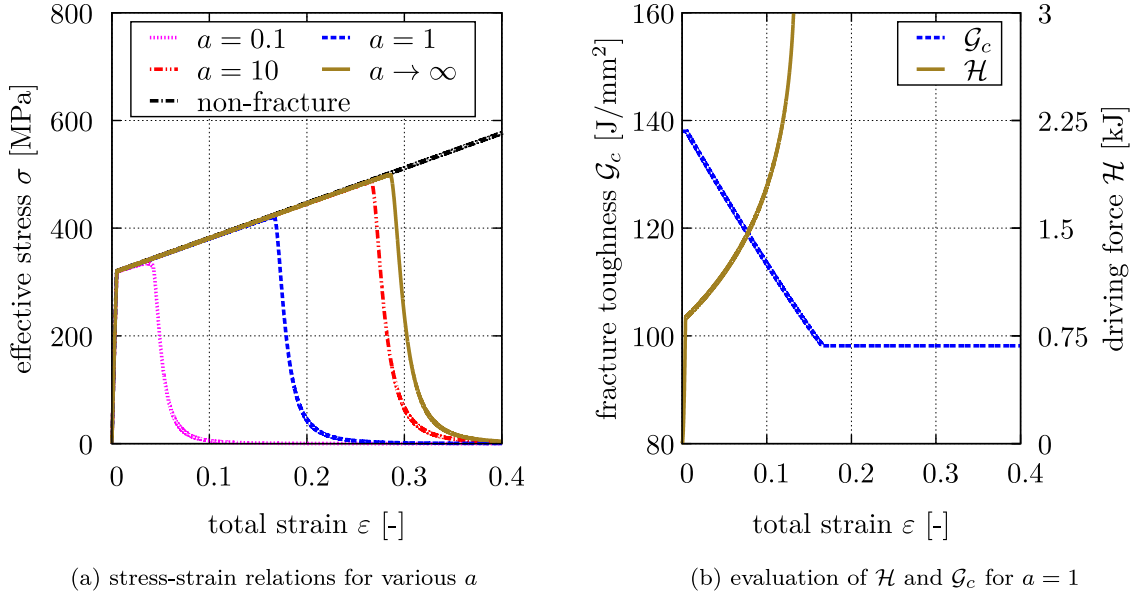 800
600
400
200
0
0
0.1
0.2
0.3
0.4
effective stress σ [MPa]
total strain ε [-]
a = 0.1
a = 1
a = 10
a → ∞
non-fracture
(a) stress-strain relations for various a
160
140
120
100
80
0
0.1
0.2
0.3
0.4
3
2.25
1.5
0.75
0
fracture toughness 𝒢c [J/mm²]
driving force ℋ [kJ]
total strain ε [-]
𝒢c
ℋ
(b) evaluation of ℋ and 𝒢c for a = 1